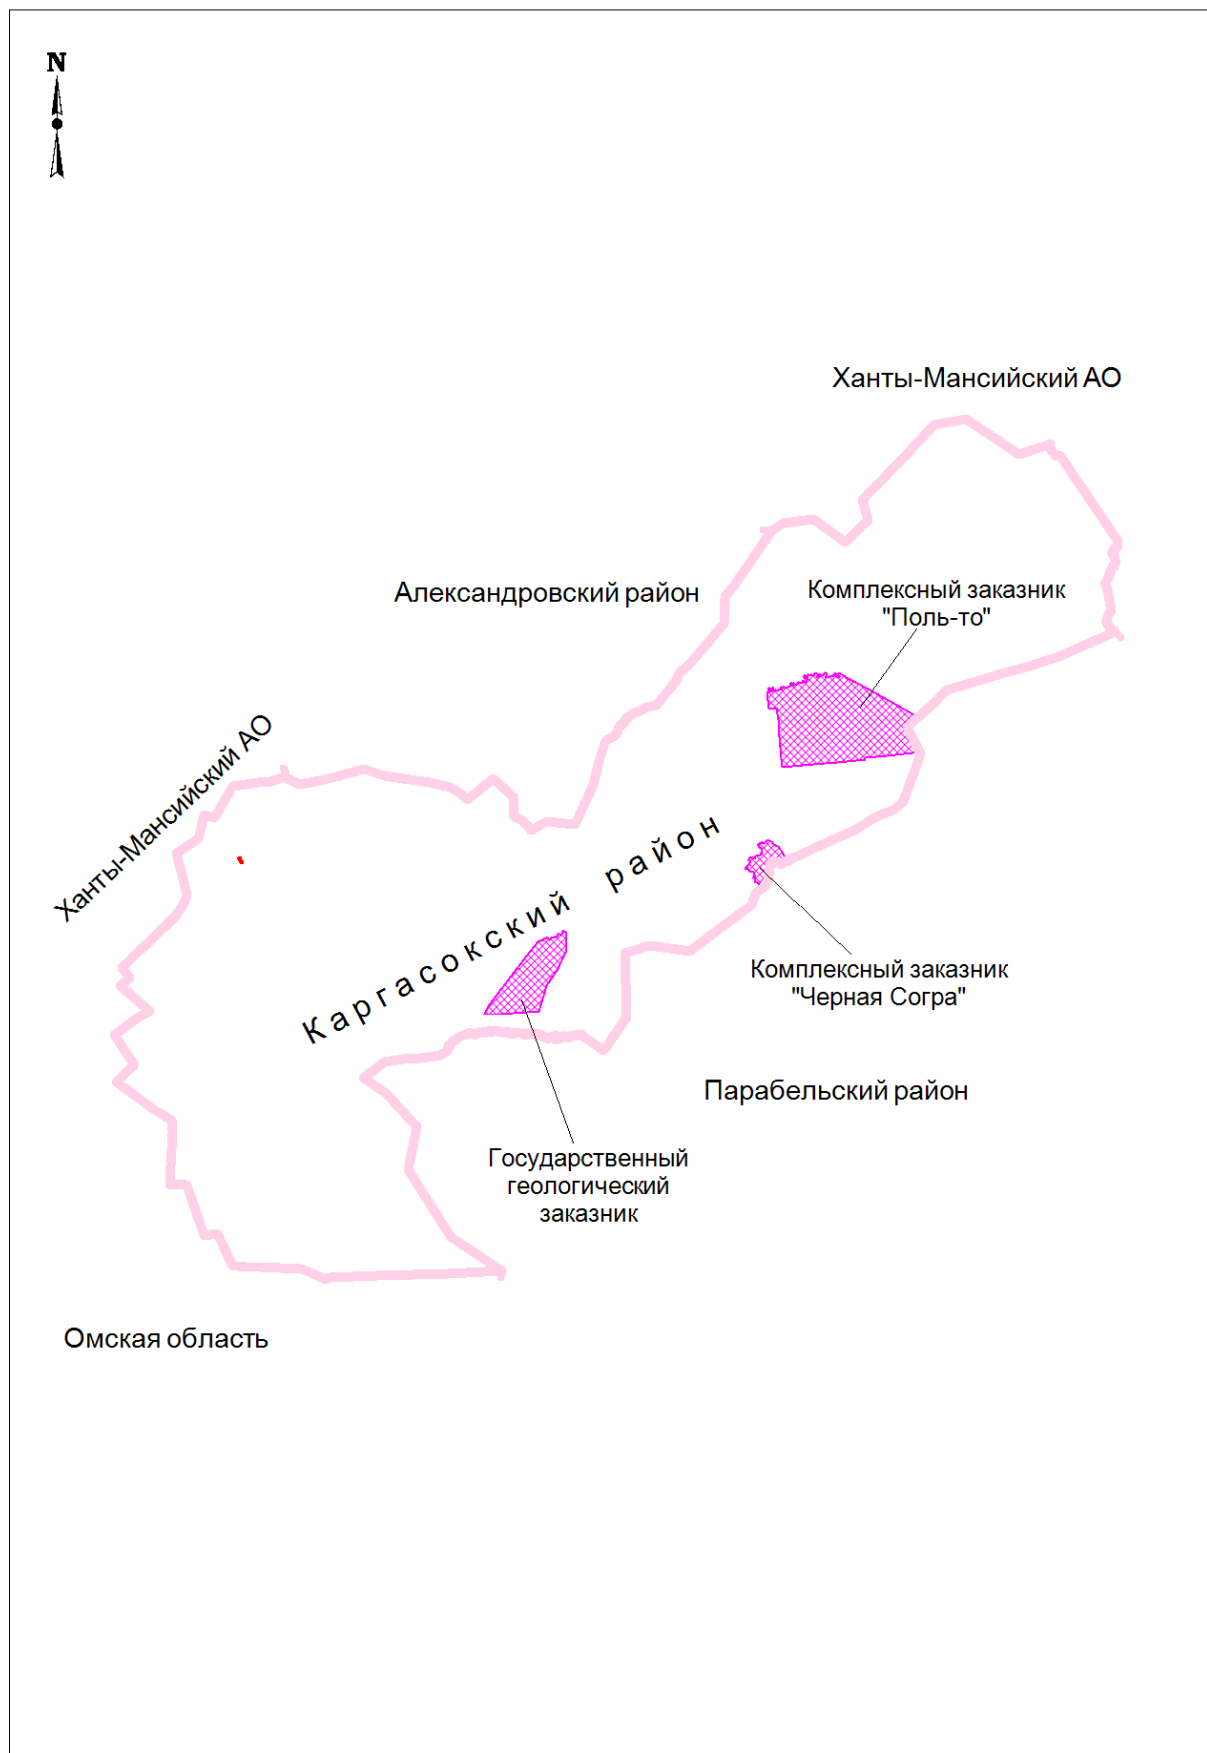 N
Ханты-Мансийский АО
Александровский район
Комплексный заказник
"Поль-то"
Ханты-Мансийский АО
Каргасокский район
Комплексный заказник
"Черная Согра"
Парабельский район
Государственный
геологический
заказник
Омская область